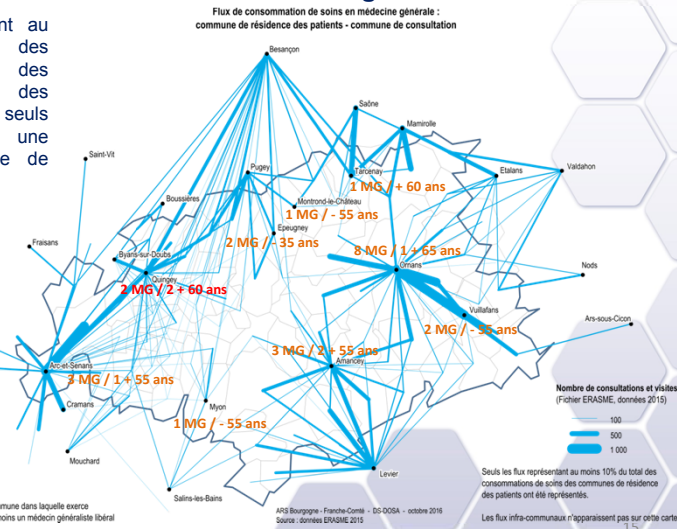 Flux de consommation de soins en médecine générale :
commune de résidence des patients - commune de consultation
nt au
des
des
des
seuls
une
e de
Besançon
Saône
Mamirolle
Saint-Vit
Pugey
Tarcenay
Etalans
Valdahon
1 MG / + 60 ans
Boussières
Montrond-le-Château
1 MG / - 55 ans
Epeugney
2 MG / - 35 ans
Fraisans
Byans-sur-Doubs
8 MG / 1 + 65 ans
Quingey
Ornans
Nods
2 MG / 2 + 60 ans
Vuillafans
Ars-sous-Cicon
2 MG / - 55 ans
3 MG / 2 + 55 ans
Amancey
Arc-et-Senans
3 MG / 1 + 55 ans
Cramans
Myon
1 MG / - 55 ans
Mouchard
Levier
Salins-les-Bains
Nombre de consultations et visites
(Fichier ERASME, données 2015)
100
500
1 000
Seuls les flux représentant au moins 10% du total des
consommations de soins des communes de résidence
des patients ont été représentés.
Les flux infra-communaux n'apparaissent pas sur cette carte
mune dans laquelle exerce
moins un médecin généraliste libéral
ARS Bourgogne - Franche-Comté - DS-DOSA - octobre 2016
Source : données ERASME 2015
15